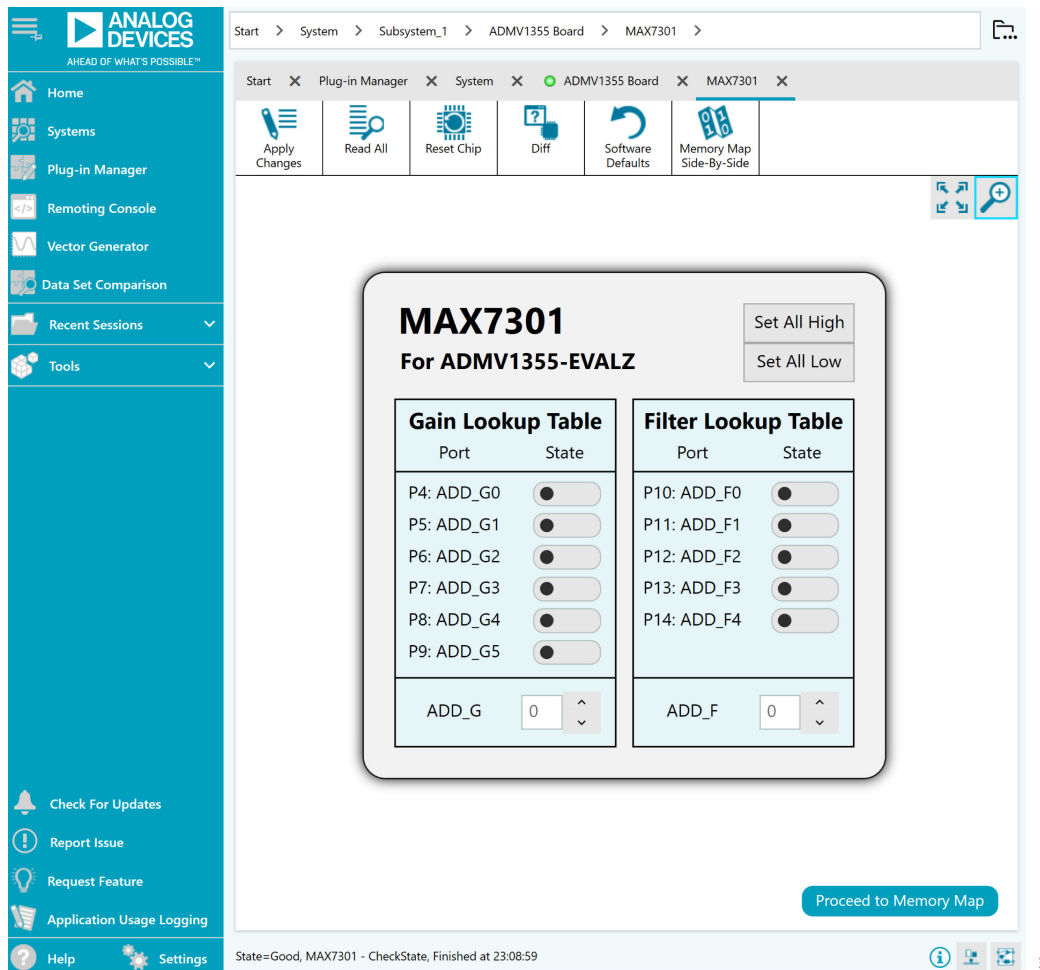 ANALOG
DEVICES
AHEAD OF WHAT'S POSSIBLE™
Home
Systems
Plug-in Manager
Remoting Console
Vector Generator
Data Set Comparison
Recent Sessions
Tools
Check For Updates
Report Issue
Request Feature
Application Usage Logging
Help Settings
Start > System > Subsystem_1 > ADMV1355 Board > MAX7301 >
Start X Plug-in Manager X System X ADMV1355 Board X MAX7301 X
Apply Changes
Read All
Reset Chip
Diff
Software Defaults
Memory Map Side-By-Side
MAX7301
Set All High
For ADMV1355-EVALZ
Set All Low
Gain Lookup Table
Port State
P4: ADD_G0
P5: ADD_G1
P6: ADD_G2
P7: ADD_G3
P8: ADD_G4
P9: ADD_G5
ADD_G 0
Filter Lookup Table
Port State
P10: ADD_F0
P11: ADD_F1
P12: ADD_F2
P13: ADD_F3
P14: ADD_F4
ADD_F 0
Proceed to Memory Map
State=Good, MAX7301 - CheckState, Finished at 23:08:59